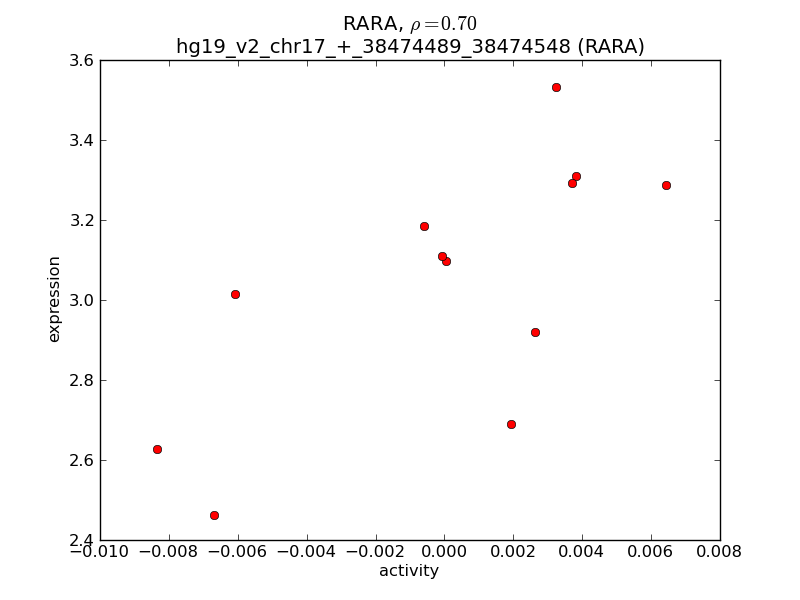 RARA, ρ=0.70
hg19_v2_chr17_+_38474489_38474548 (RARA)
3.6
3.4
3.2
3.0
2.8
2.6
2.4
expression
−0.010 −0.008 −0.006 −0.004 −0.002 0.000 0.002 0.004 0.006 0.008
activity